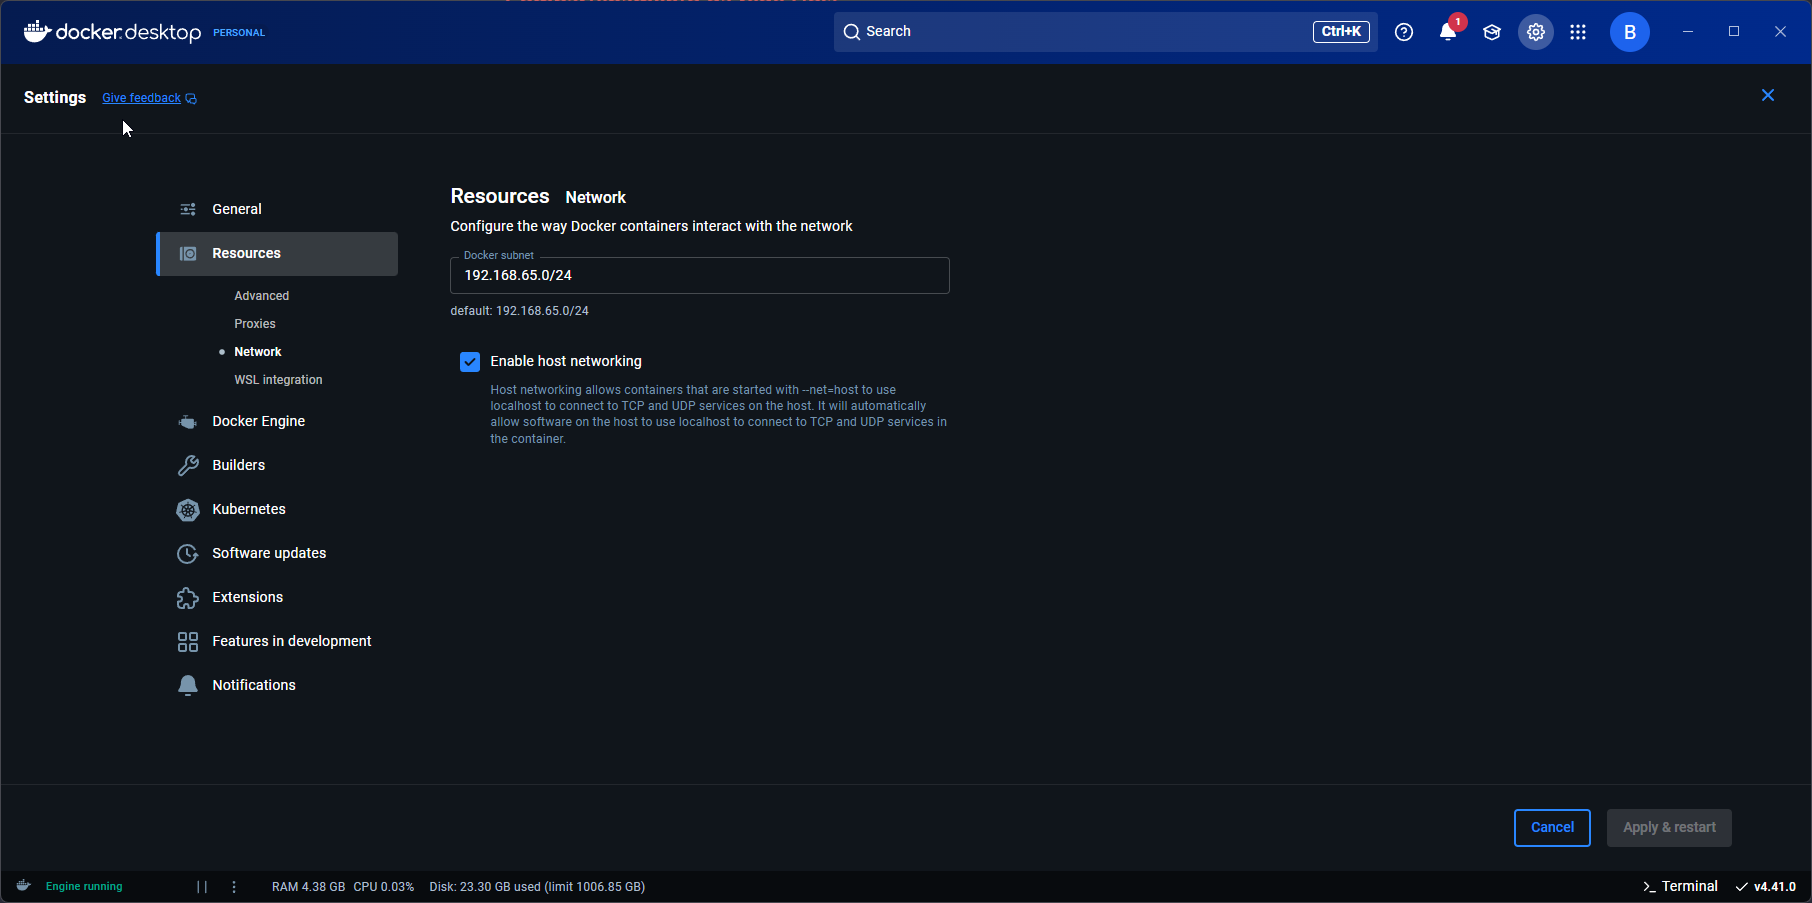 docker desktop PERSONAL
Search
Ctrl+K
1
B
Settings
Give feedback
General
Resources
Advanced
Proxies
Network
WSL integration
Docker Engine
Builders
Kubernetes
Software updates
Extensions
Features in development
Notifications
Resources Network
Configure the way Docker containers interact with the network
Docker subnet
192.168.65.0/24
default: 192.168.65.0/24
Enable host networking
Host networking allows containers that are started with --net=host to use
localhost to connect to TCP and UDP services on the host. It will automatically
allow software on the host to use localhost to connect to TCP and UDP services in
the container.
Cancel
Apply & restart
Engine running
RAM 4.38 GB CPU 0.03% Disk: 23.30 GB used (limit 1006.85 GB)
Terminal
v4.41.0